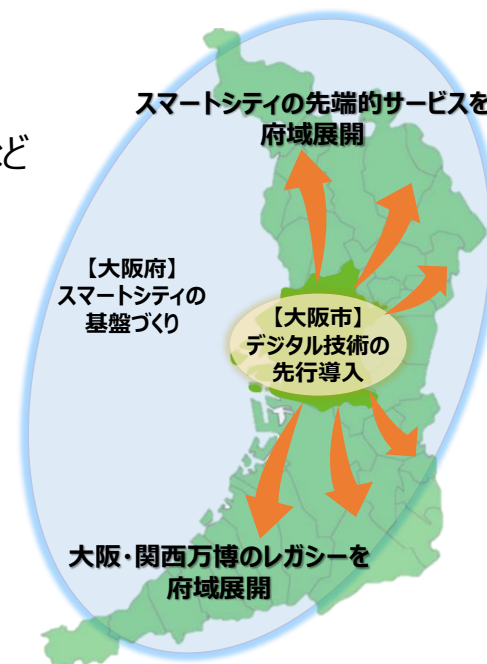 スマートシティの先端的サービスを
府域展開
ど
【大阪府】
スマートシティの
基盤づくり
【大阪市】
デジタル技術の
先行導入
大阪・関西万博のレガシーを
府域展開